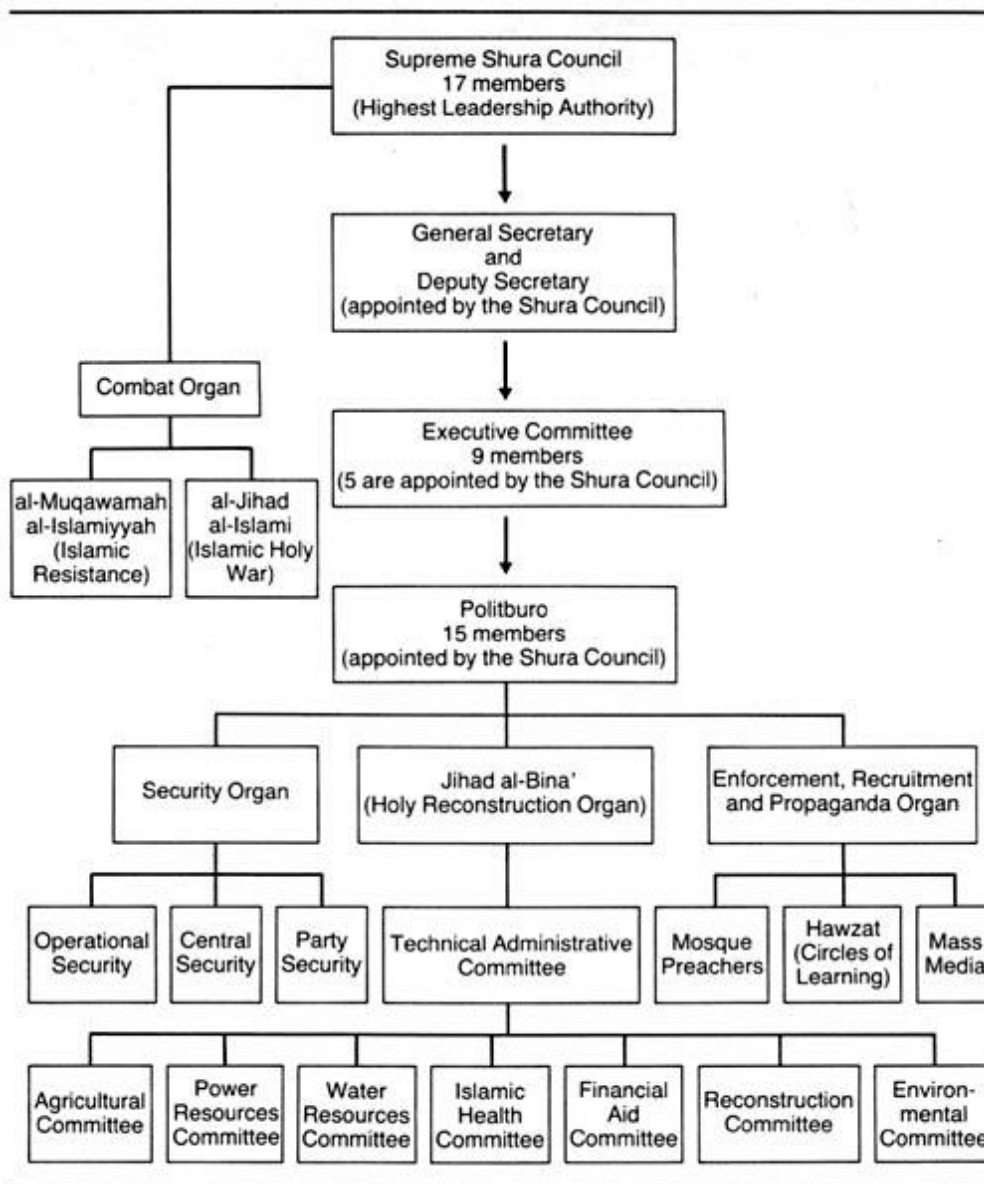 Supreme Shura Council
17 members
(Highest Leadership Authority)
General Secretary
and
Deputy Secretary
(appointed by the Shura Council)
Combat Organ
Executive Committee
9 members
(5 are appointed by the Shura Council)
al-Muqawamah
al-Islamiyyah
(Islamic
Resistance)
al-Jihad
al-Islami
(Islamic Holy
War)
Politburo
15 members
(appointed by the Shura Council)
Security Organ
Jihad al-Bina’
(Holy Reconstruction Organ)
Enforcement, Recruitment
and Propaganda Organ
Operational
Security
Central
Security
Party
Security
Technical Administrative
Committee
Mosque
Preachers
Hawzat
(Circles of
Learning)
Mass
Media
Agricultural
Committee
Power
Resources
Committee
Water
Resources
Committee
Islamic
Health
Committee
Financial
Aid
Committee
Reconstruction
Committee
Environ-
mental
Committee